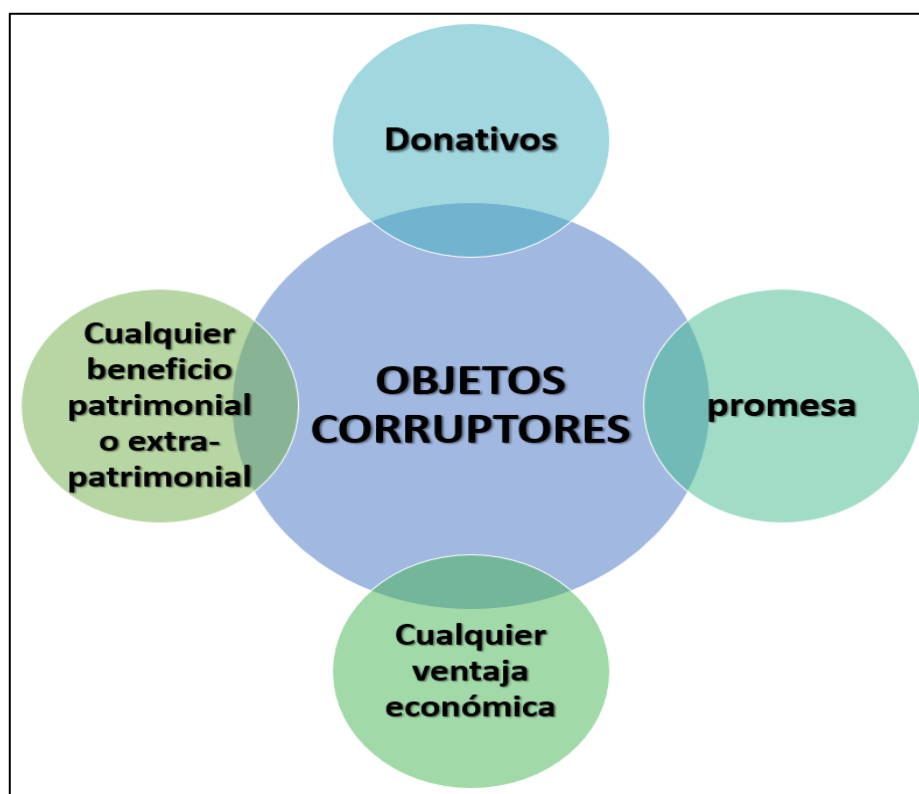 Donativos
Cualquier
beneficio
patrimonial
o extra-
patrimonial
OBJETOS
CORRUPTORES
promesa
Cualquier
ventaja
económica